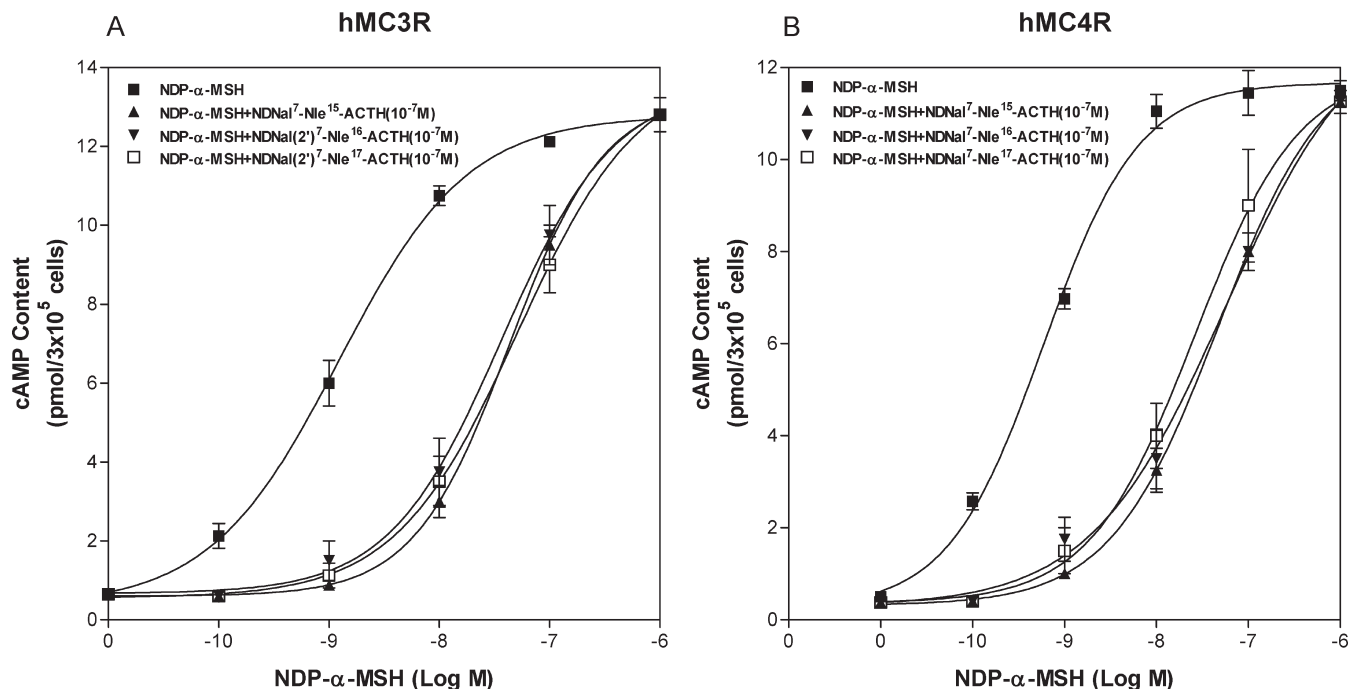 A
hMC3R
14
12
10
8
6
4
2
0
cAMP Content
(pmol/3x10⁵ cells)
NDP-α-MSH
NDP-α-MSH+NDNal⁷-Nle¹⁵-ACTH(10⁻⁷M)
NDP-α-MSH+NDNal(2')⁷-Nle¹⁶-ACTH(10⁻⁷M)
NDP-α-MSH+NDNal(2')⁷-Nle¹⁷-ACTH(10⁻⁷M)
0 -10 -9 -8 -7 -6
NDP-α-MSH (Log M)
B
hMC4R
12
10
8
6
4
2
0
cAMP Content
(pmol/3x10⁵ cells)
NDP-α-MSH
NDP-α-MSH+NDNal⁷-Nle¹⁵-ACTH(10⁻⁷M)
NDP-α-MSH+NDNal⁷-Nle¹⁶-ACTH(10⁻⁷M)
NDP-α-MSH+NDNal⁷-Nle¹⁷-ACTH(10⁻⁷M)
0 0 -10 -9 -8 -7 -6
NDP-α-MSH (Log M)